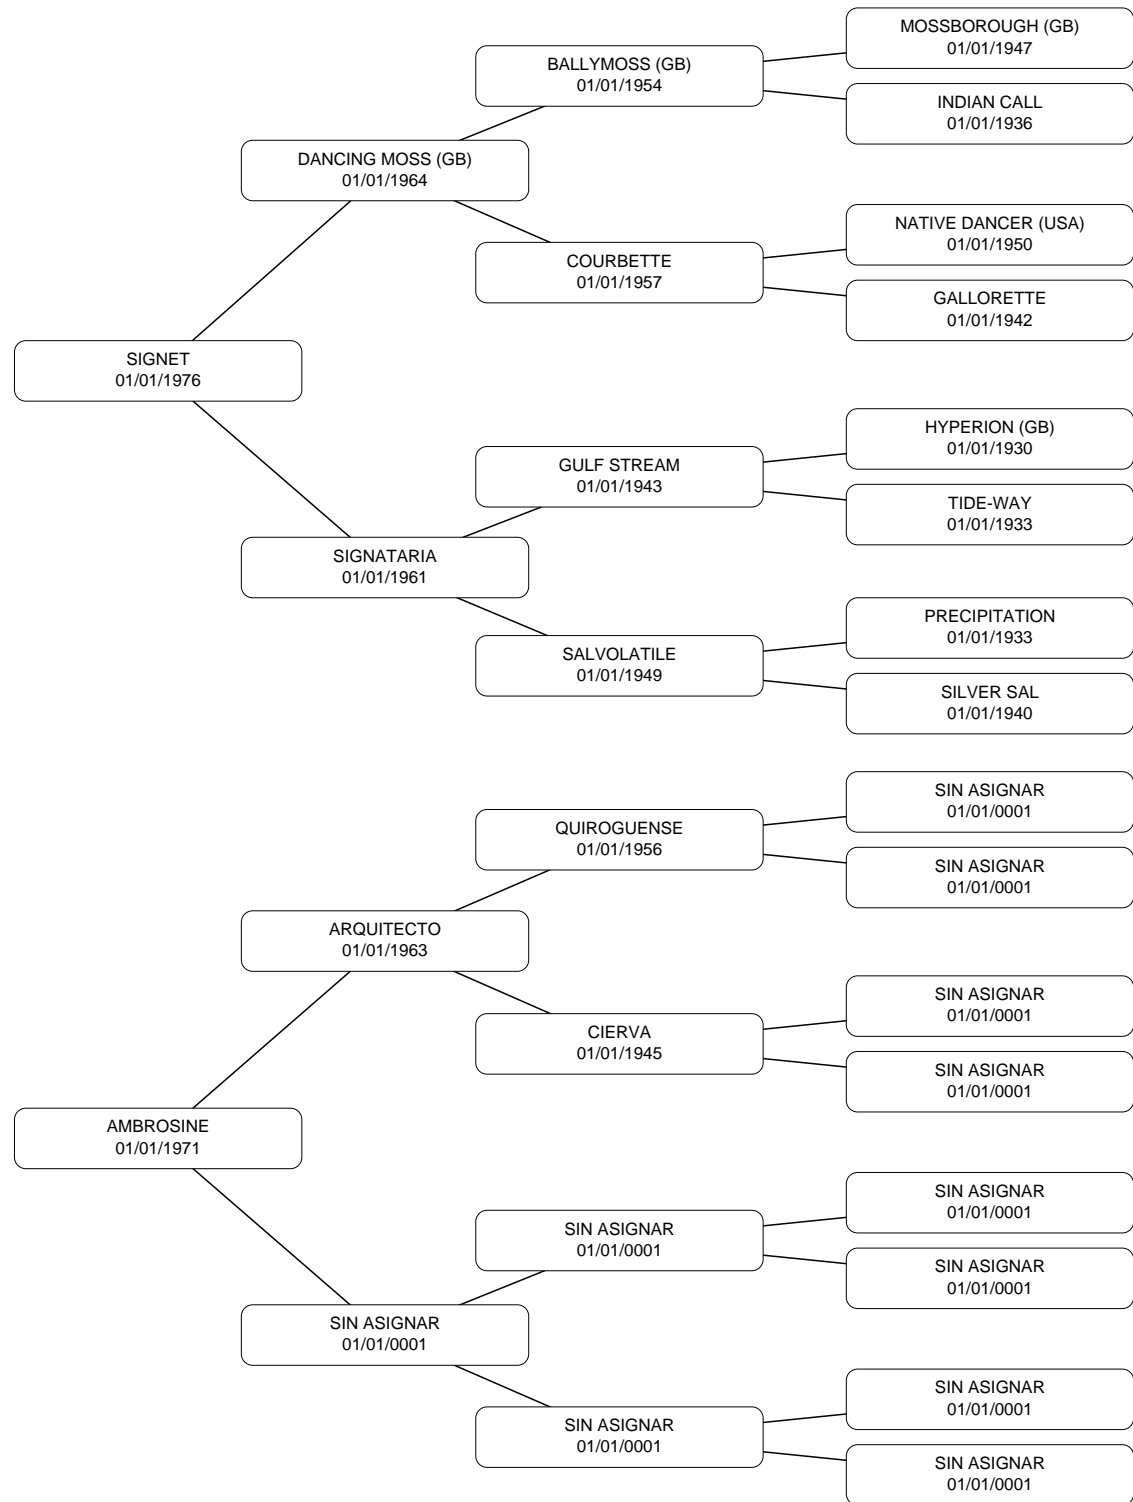 MOSSBOROUGH (GB)
01/01/1947
BALLYMOSS (GB)
01/01/1954
INDIAN CALL
01/01/1936
DANCING MOSS (GB)
01/01/1964
NATIVE DANCER (USA)
01/01/1950
COURBETTE
01/01/1957
GALLORETTE
01/01/1942
SIGNET
01/01/1976
HYPERION (GB)
01/01/1930
GULF STREAM
01/01/1943
TIDE-WAY
01/01/1933
SIGNATARIA
01/01/1961
PRECIPITATION
01/01/1933
SALVOLATILE
01/01/1949
SILVER SAL
01/01/1940
SIN ASIGNAR
01/01/0001
QUIROGUENSE
01/01/1956
SIN ASIGNAR
01/01/0001
ARQUITECTO
01/01/1963
SIN ASIGNAR
01/01/0001
CIERVA
01/01/1945
SIN ASIGNAR
01/01/0001
AMBROSINE
01/01/1971
SIN ASIGNAR
01/01/0001
SIN ASIGNAR
01/01/0001
SIN ASIGNAR
01/01/0001
SIN ASIGNAR
01/01/0001
SIN ASIGNAR
01/01/0001
SIN ASIGNAR
01/01/0001
SIN ASIGNAR
01/01/0001